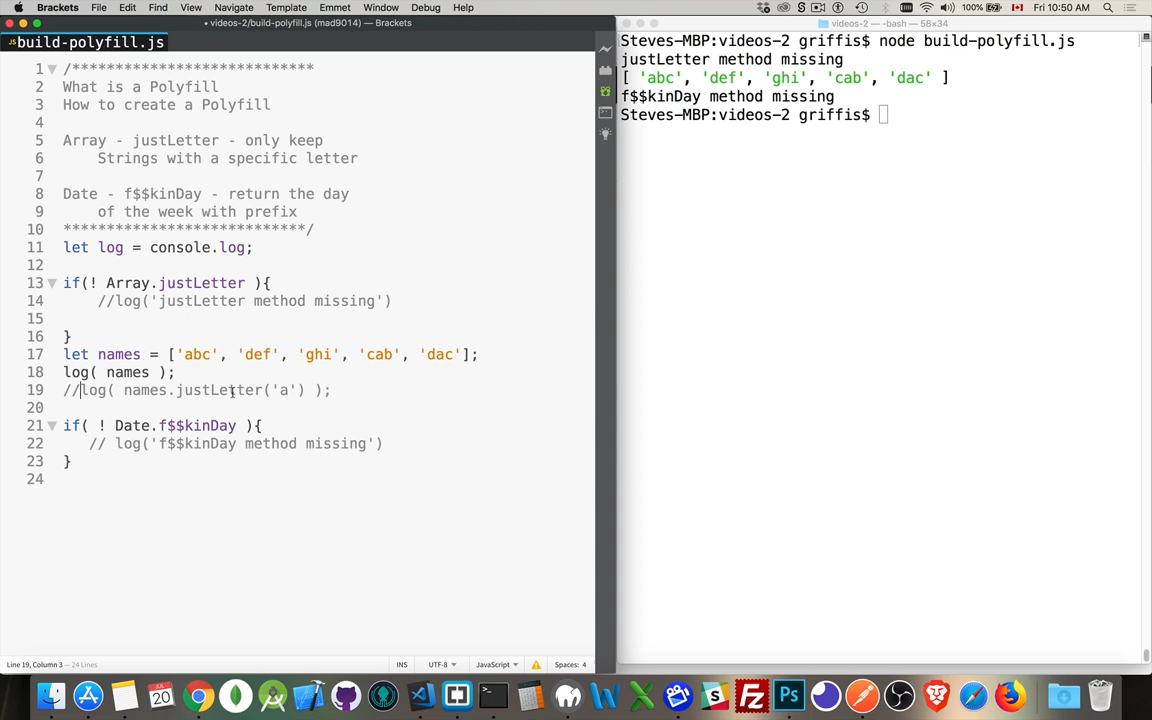 Brackets File Edit Find View Navigate Template Emmet Window Debug Help 100% Fri 10:50 AM
• videos-2/build-polyfill.js (mad9014) — Brackets
videos-2 — -bash — 58×34
JS build-polyfill.js
1 /****************************
2 What is a Polyfill
3 How to create a Polyfill
4
5 Array - justLetter - only keep
6 Strings with a specific letter
7
8 Date - f$$kinDay - return the day
9 of the week with prefix
10 ****************************/
11 let log = console.log;
12
13 if(! Array.justLetter ){
14 //log('justLetter method missing')
15
16 }
17 let names = ['abc', 'def', 'ghi', 'cab', 'dac'];
18 log( names );
19 //log( names.justLetter('a') );
20
21 if( ! Date.f$$kinDay ){
22 // log('f$$kinDay method missing')
23 }
24
Line 19, Column 3 — 24 Lines
INS UTF-8 JavaScript Spaces: 4
Steves-MBP:videos-2 griffis$ node build-polyfill.js
justLetter method missing
[ 'abc', 'def', 'ghi', 'cab', 'dac' ]
f$$kinDay method missing
Steves-MBP:videos-2 griffis$
20